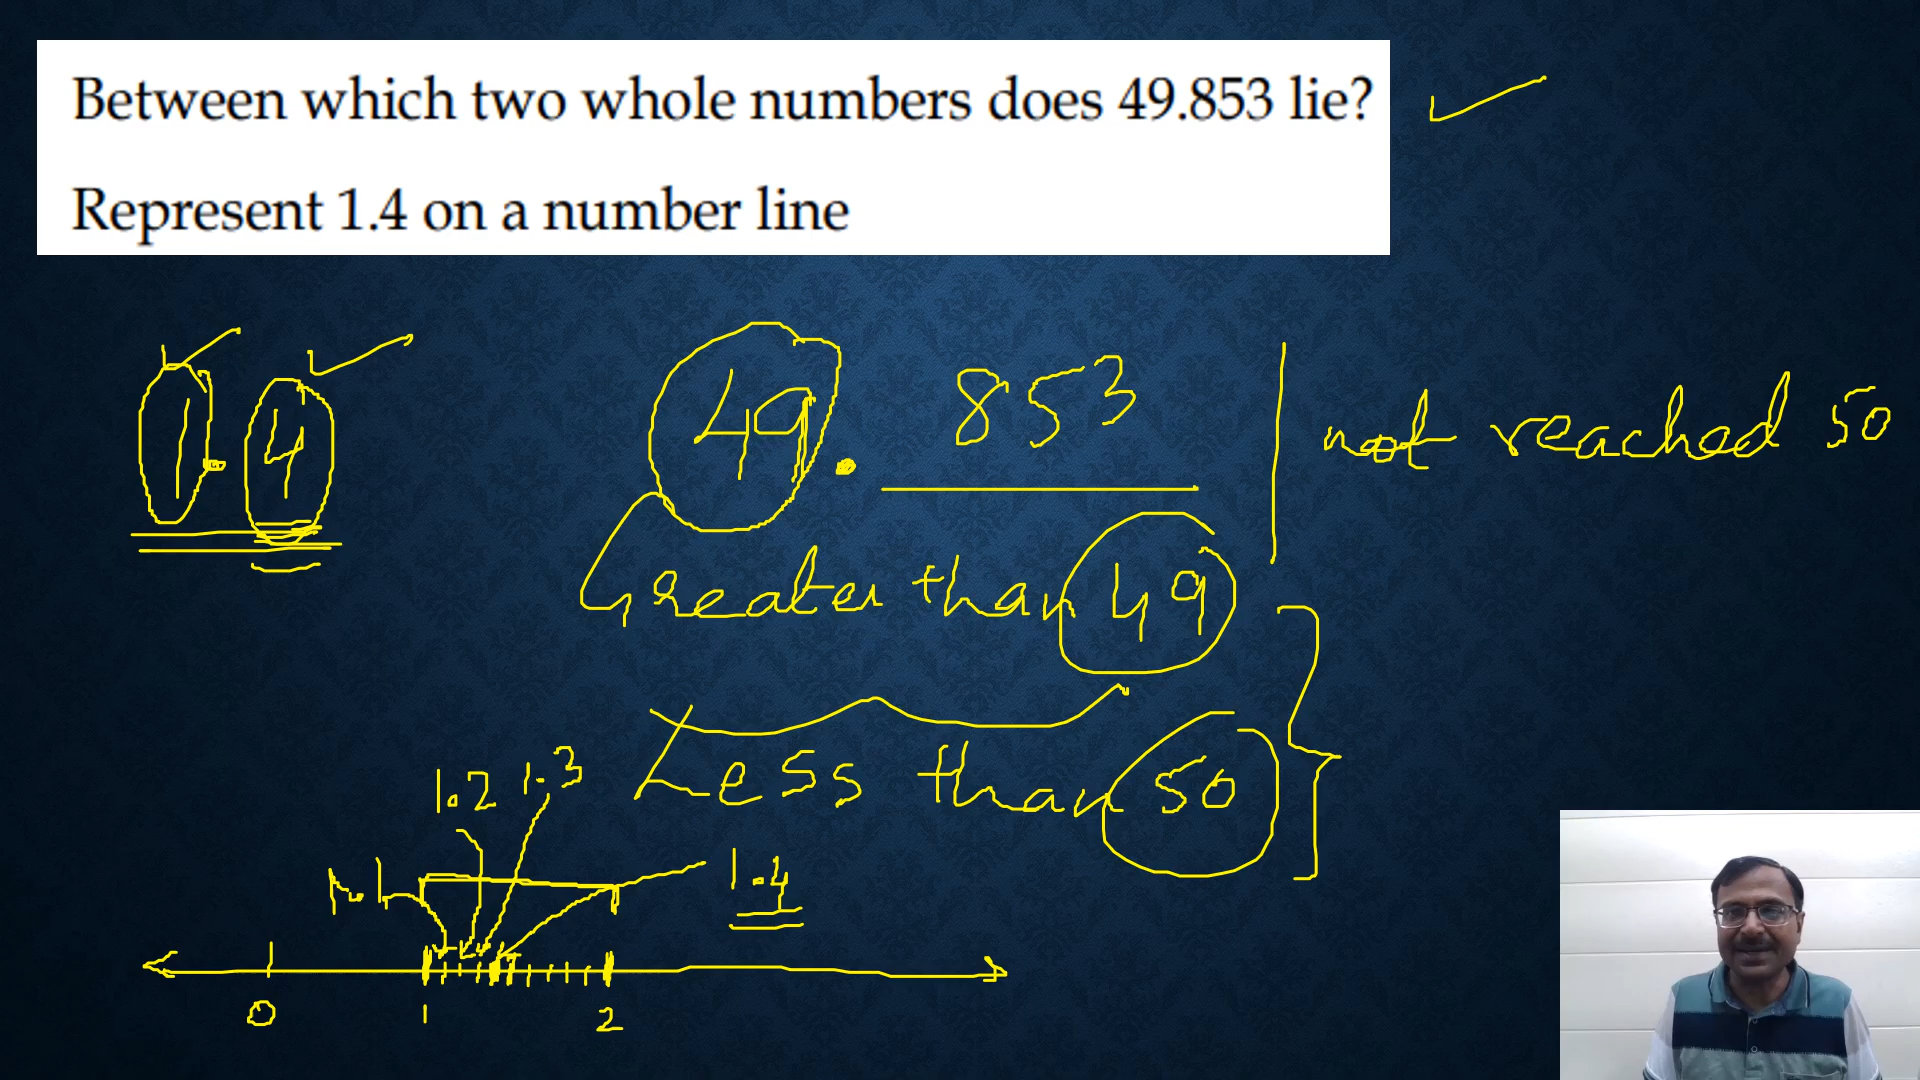 Between which two whole numbers does 49.853 lie?
Represent 1.4 on a number line
1.4
49.853
not reached 50
Greater than 49
Less than 50
1.2 1.3
1.1
1.4
0 1 2